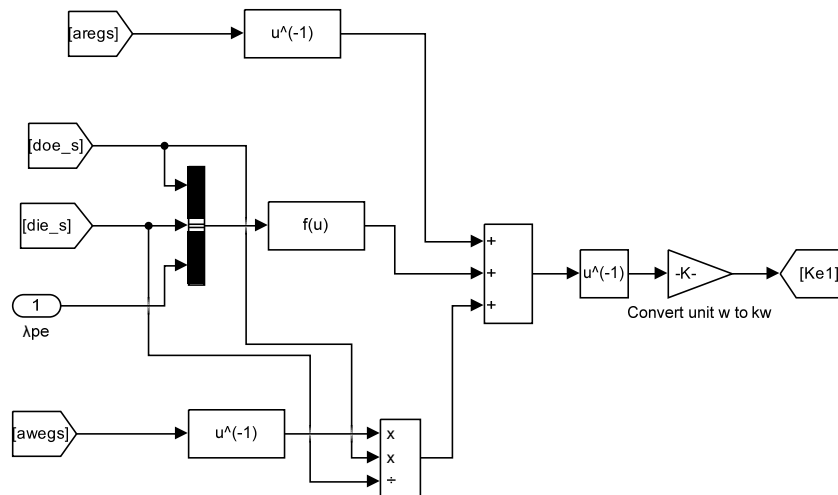 [aregs]
u^(-1)
[doe_s]
[die_s]
f(u)
1
λpe
+
+
+
u^(-1)
-K-
[Ke1]
Convert unit w to kw
[awegs]
u^(-1)
x
x
÷